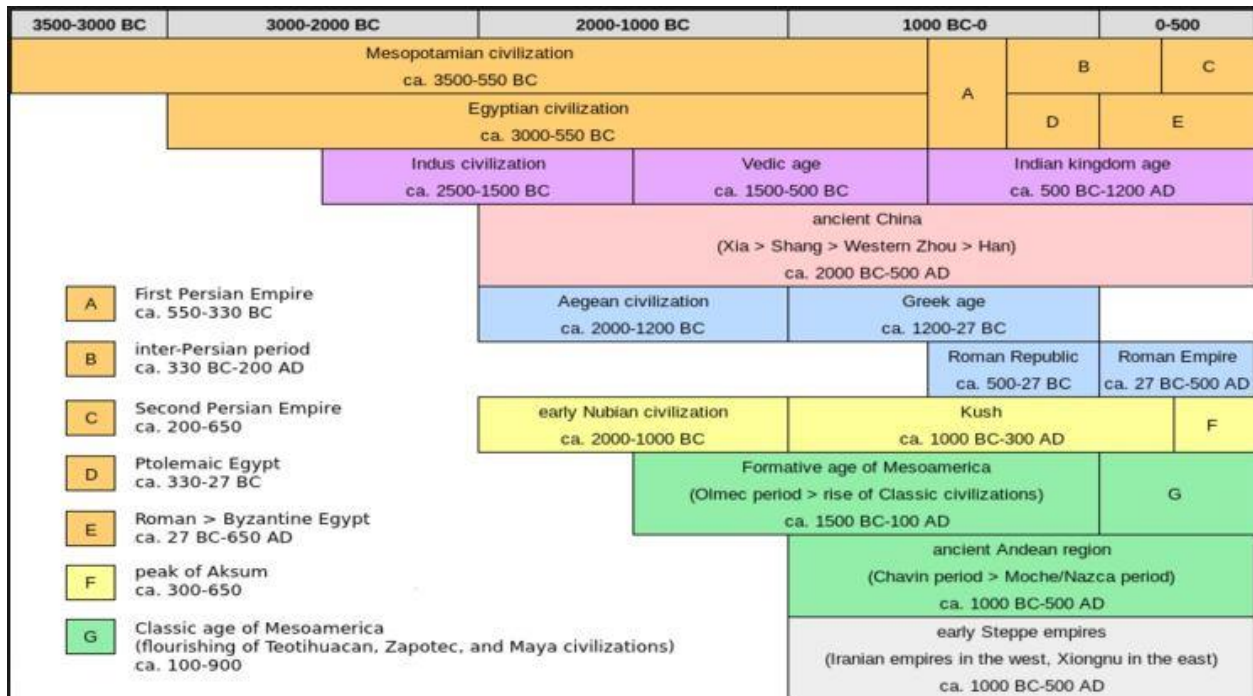 3500-3000 BC
3000-2000 BC
2000-1000 BC
1000 BC-0
0-500
Mesopotamian civilization
ca. 3500-550 BC
A
B
C
Egyptian civilization
ca. 3000-550 BC
D
E
Indus civilization
ca. 2500-1500 BC
Vedic age
ca. 1500-500 BC
Indian kingdom age
ca. 500 BC-1200 AD
ancient China
(Xia > Shang > Western Zhou > Han)
ca. 2000 BC-500 AD
Aegean civilization
ca. 2000-1200 BC
Greek age
ca. 1200-27 BC
Roman Republic
ca. 500-27 BC
Roman Empire
ca. 27 BC-500 AD
early Nubian civilization
ca. 2000-1000 BC
Kush
ca. 1000 BC-300 AD
F
Formative age of Mesoamerica
(Olmec period > rise of Classic civilizations)
ca. 1500 BC-100 AD
G
ancient Andean region
(Chavin period > Moche/Nazca period)
ca. 1000 BC-500 AD
early Steppe empires
(Iranian empires in the west, Xiongnu in the east)
ca. 1000 BC-500 AD
A
First Persian Empire
ca. 550-330 BC
B
inter-Persian period
ca. 330 BC-200 AD
C
Second Persian Empire
ca. 200-650
D
Ptolemaic Egypt
ca. 330-27 BC
E
Roman > Byzantine Egypt
ca. 27 BC-650 AD
F
peak of Aksum
ca. 300-650
G
Classic age of Mesoamerica
(flourishing of Teotihuacan, Zapotec, and Maya civilizations)
ca. 100-900